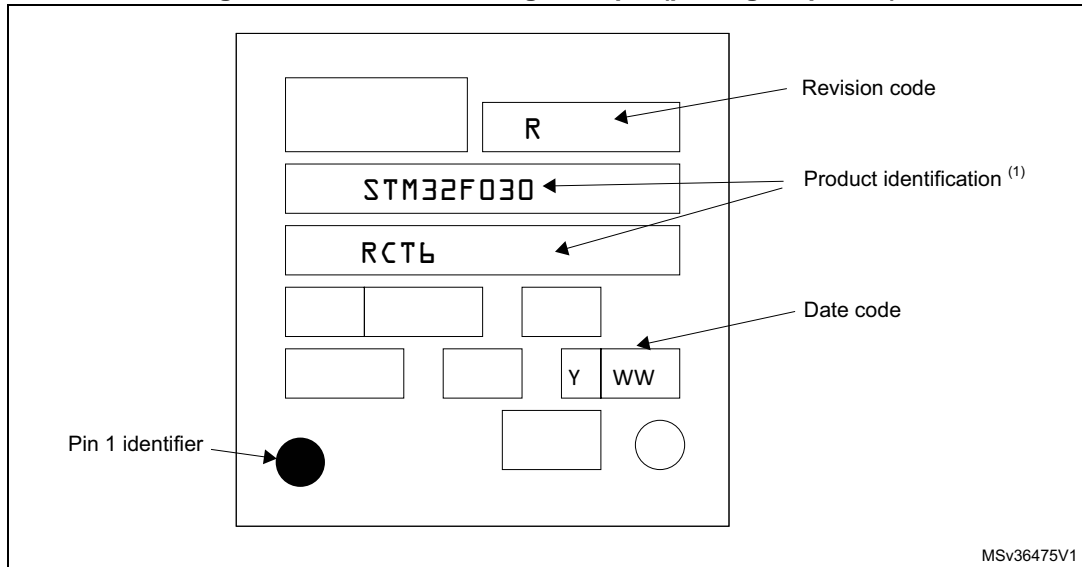 Revision code
R
STM32F030
Product identification (1)
RCT6
Date code
Y WW
Pin 1 identifier
MSv36475V1